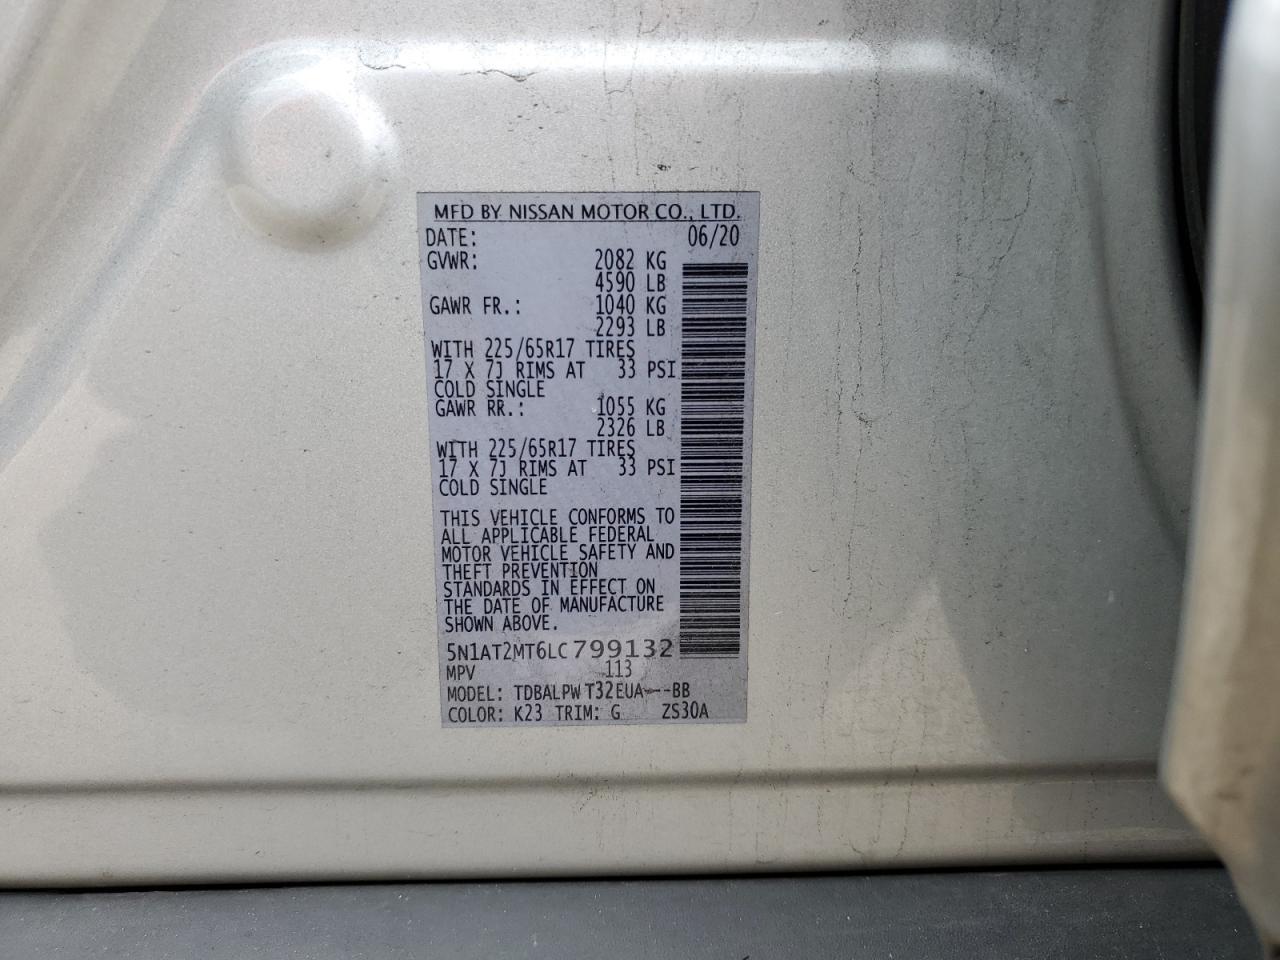 MFD BY NISSAN MOTOR CO., LTD.
DATE: 06/20
GVWR: 2082 KG
4590 LB
GAWR FR.: 1040 KG
2293 LB
WITH 225/65R17 TIRES
17 X 7J RIMS AT 33 PSI
COLD SINGLE
GAWR RR.: 1055 KG
2326 LB
WITH 225/65R17 TIRES
17 X 7J RIMS AT 33 PSI
COLD SINGLE
THIS VEHICLE CONFORMS TO
ALL APPLICABLE FEDERAL
MOTOR VEHICLE SAFETY AND
THEFT PREVENTION
STANDARDS IN EFFECT ON
THE DATE OF MANUFACTURE
SHOWN ABOVE.
5N1AT2MT6LC799132
MPV 113
MODEL: TDBALPW T32EUA---BB
COLOR: K23 TRIM: G ZS30A